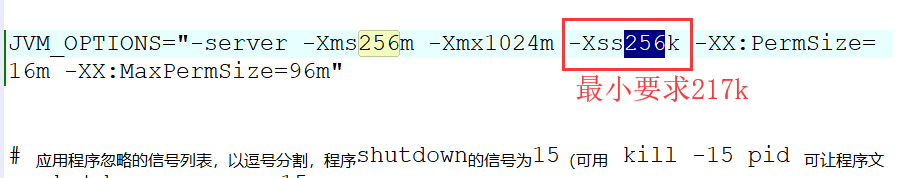 JVM_OPTIONS="-server -Xms256m -Xmx1024m -Xss256k -XX:PermSize=
16m -XX:MaxPermSize=96m"
最小要求217k
# 应用程序忽略的信号列表，以逗号分割，程序shutdown的信号为15（可用 kill -15 pid 可让程序文